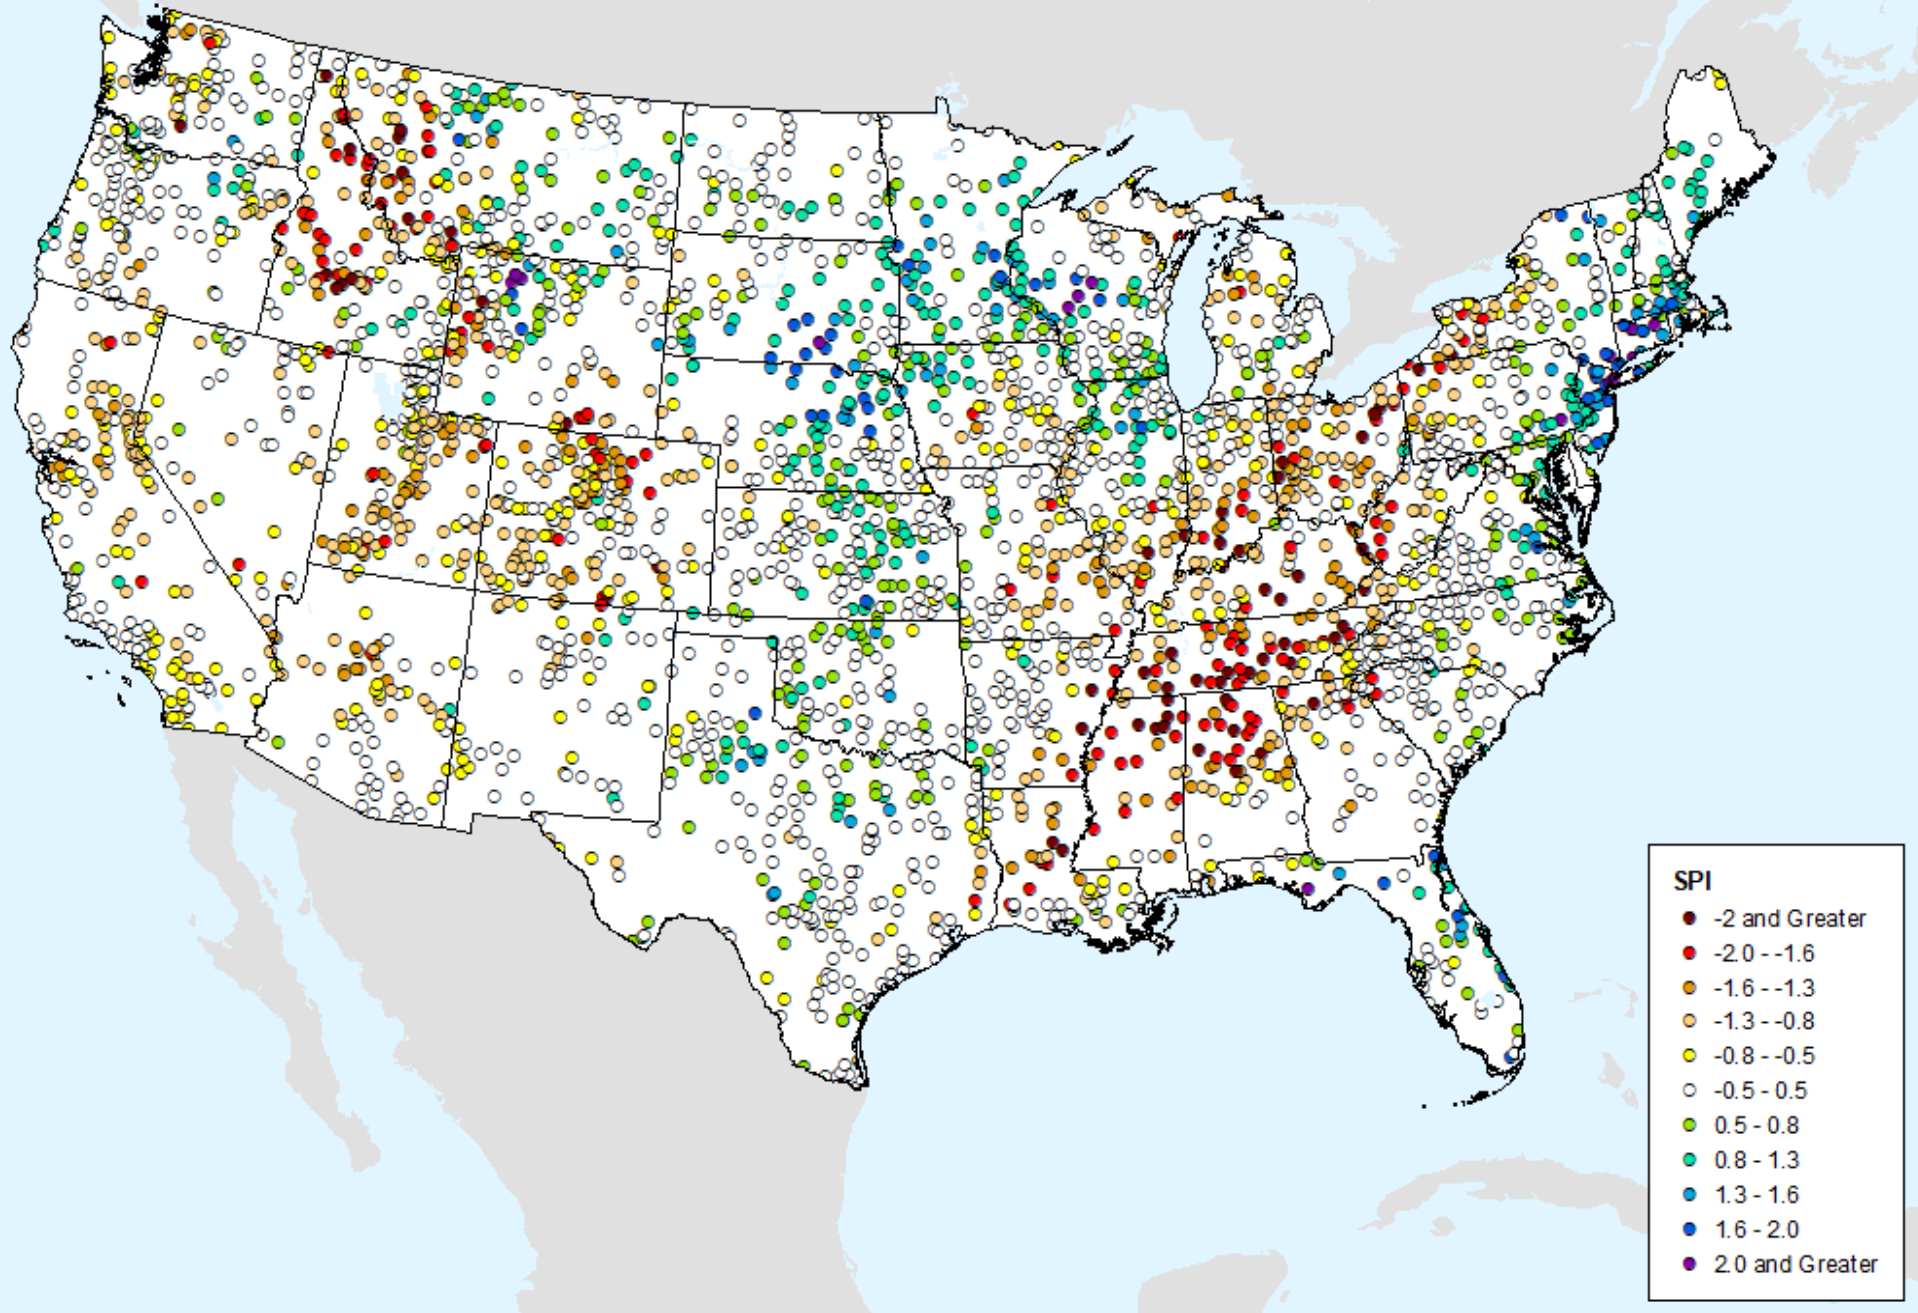 SPI
-2 and Greater
-2.0 - -1.6
-1.6 - -1.3
-1.3 - -0.8
-0.8 - -0.5
-0.5 - 0.5
0.5 - 0.8
0.8 - 1.3
1.3 - 1.6
1.6 - 2.0
2.0 and Greater